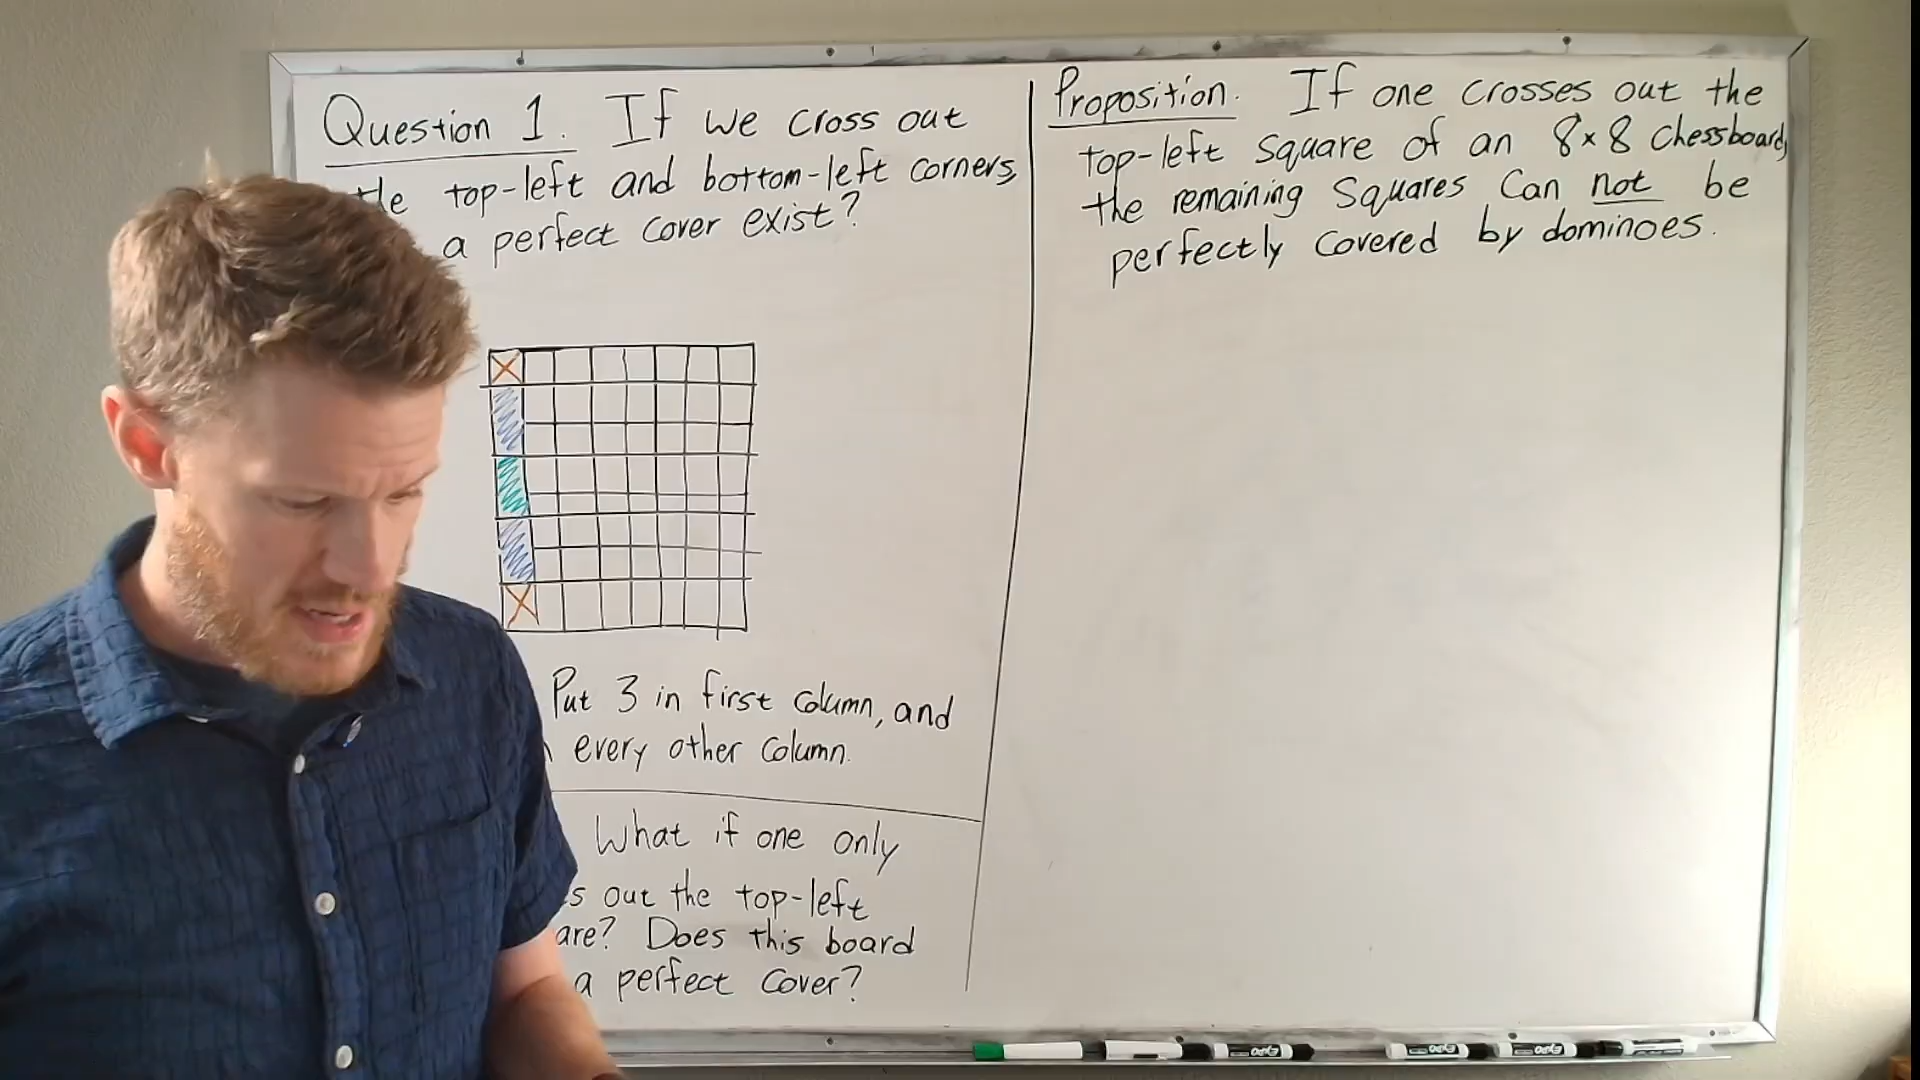 Question 1. If we cross out
the top-left and bottom-left corners,
a perfect cover exist?
Put 3 in first column, and
every other column.
What if one only
out the top-left
Does this board
a perfect cover?
Proposition. If one crosses out the
top-left square of an 8×8 chessboard,
the remaining squares can not be
perfectly covered by dominoes.
EXPO
EXPO
EXPO